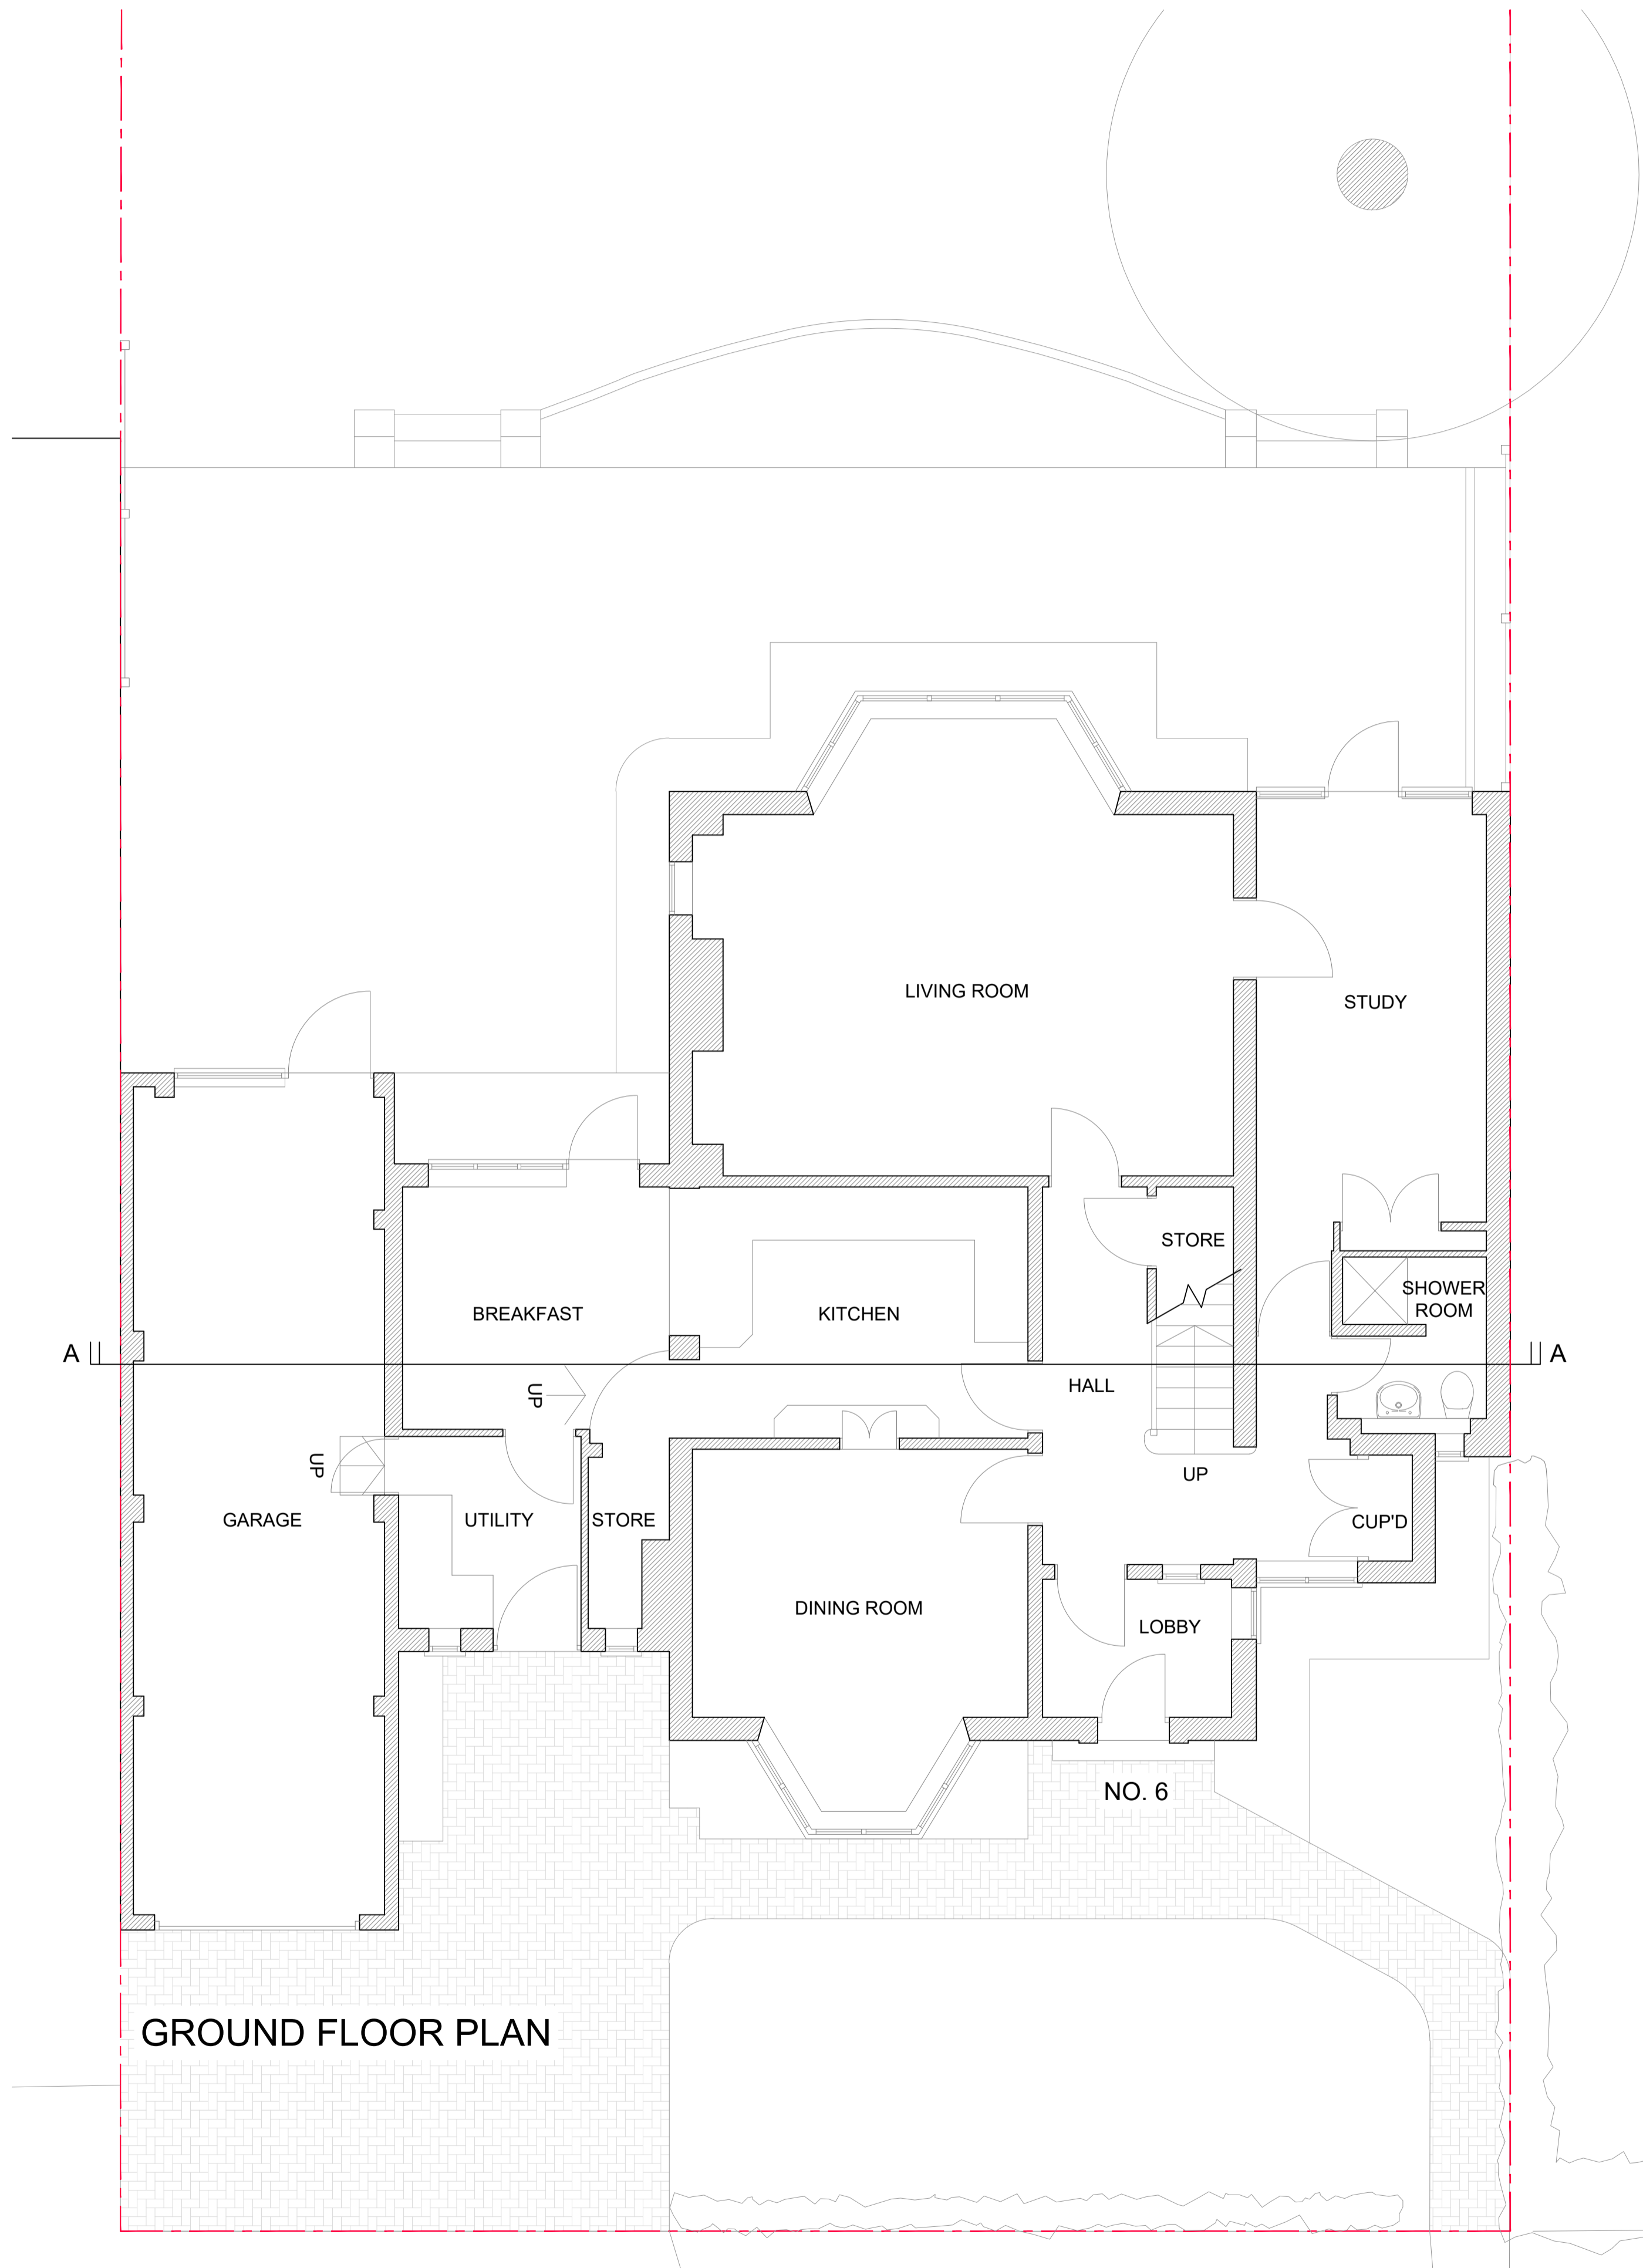 LIVING ROOM
STUDY
STORE
SHOWER
ROOM
BREAKFAST
KITCHEN
A
A
HALL
UP
UP
UP
GARAGE
UTILITY
STORE
CUP'D
DINING ROOM
LOBBY
NO. 6
GROUND FLOOR PLAN